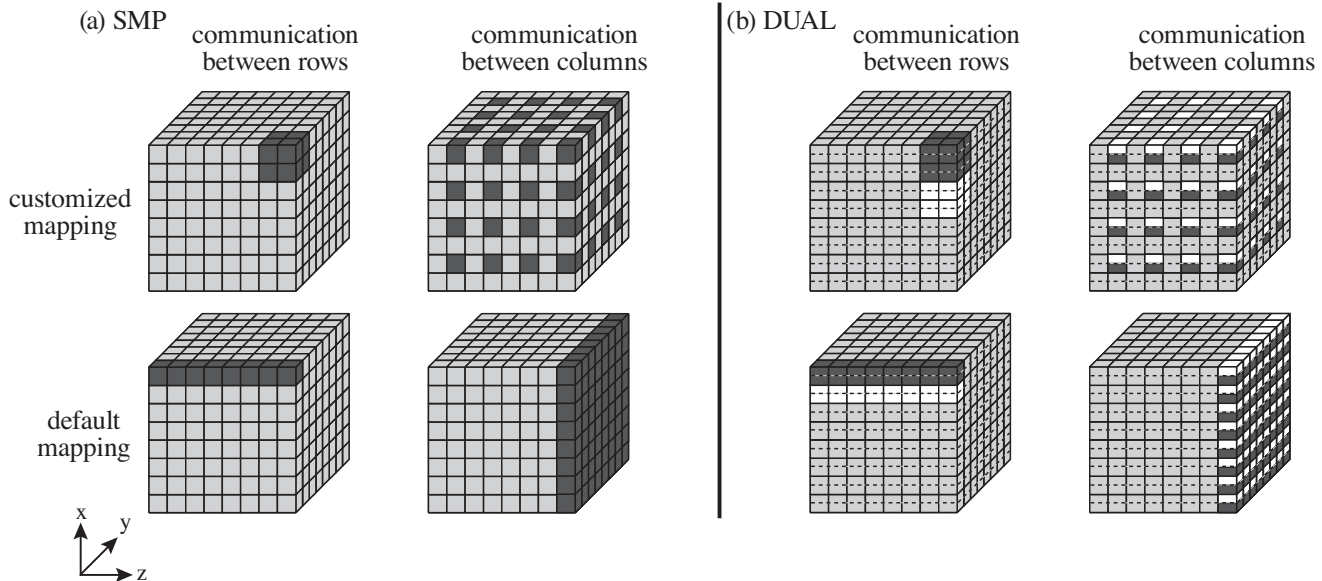 (a) SMP
communication
between rows
communication
between columns
(b) DUAL
communication
between rows
communication
between columns
customized
mapping
default
mapping
x
y
z